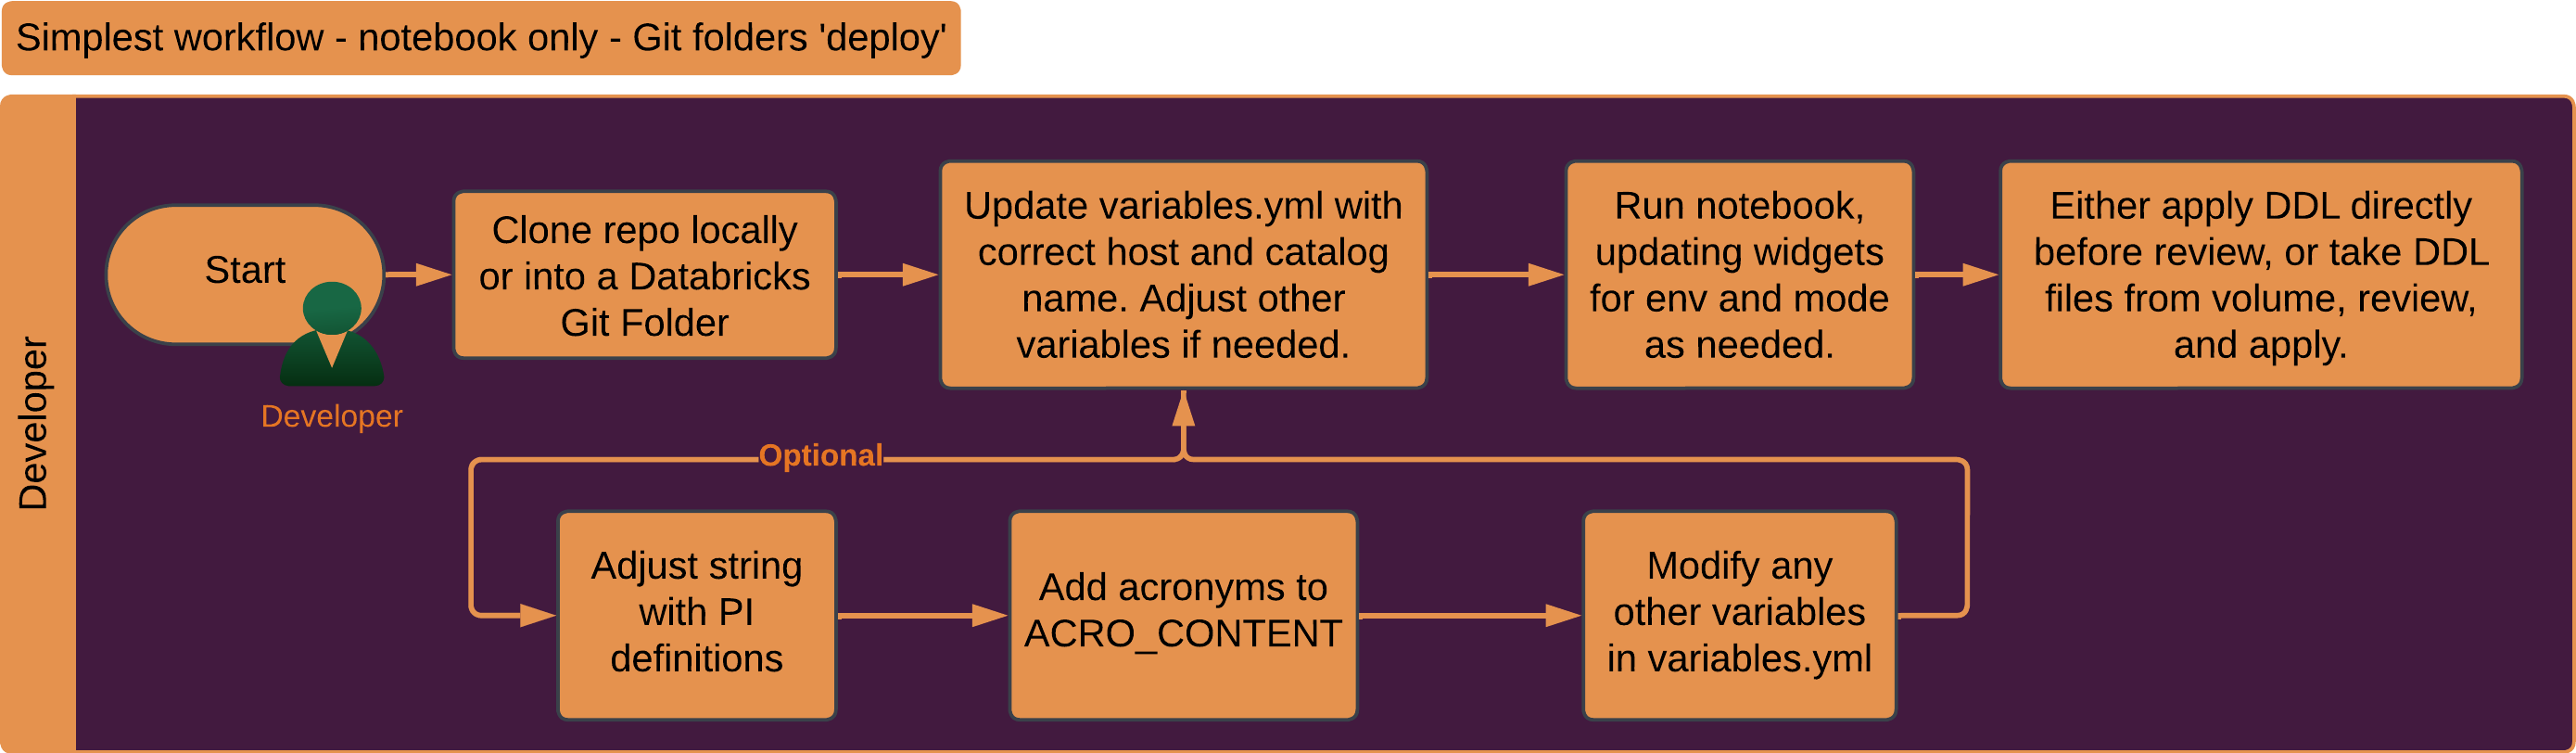 Simplest workflow - notebook only - Git folders 'deploy'
Developer
Start
Developer
Clone repo locally
or into a Databricks
Git Folder
Update variables.yml with
correct host and catalog
name. Adjust other
variables if needed.
Run notebook,
updating widgets
for env and mode
as needed.
Either apply DDL directly
before review, or take DDL
files from volume, review,
and apply.
Optional
Adjust string
with PI
definitions
Add acronyms to
ACRO_CONTENT
Modify any
other variables
in variables.yml